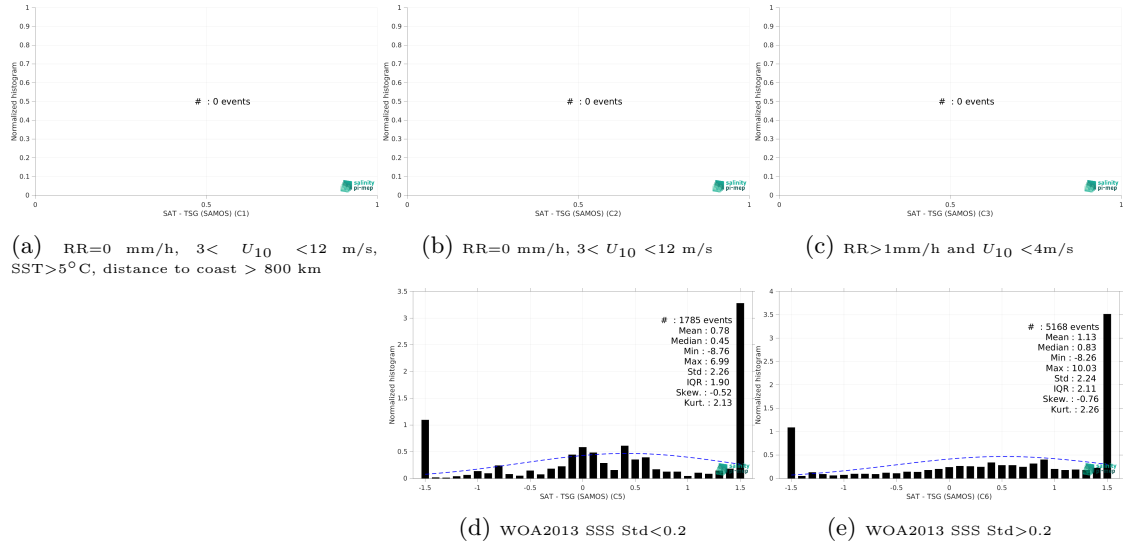 1
0.9
0.8
0.7
0.6
0.5
0.4
0.3
0.2
0.1
0
Normalized histogram
# : 0 events
salinity
pi-mep
0 0.5 1
SAT - TSG (SAMOS) (C1)
(a) RR=0 mm/h, 3< U10 <12 m/s,
SST>5°C, distance to coast > 800 km
1
0.9
0.8
0.7
0.6
0.5
0.4
0.3
0.2
0.1
0
Normalized histogram
# : 0 events
salinity
pi-mep
0 0.5 1
SAT - TSG (SAMOS) (C2)
(b) RR=0 mm/h, 3< U10 <12 m/s
1
0.9
0.8
0.7
0.6
0.5
0.4
0.3
0.2
0.1
0
Normalized histogram
# : 0 events
salinity
pi-mep
0 0.5 1
SAT - TSG (SAMOS) (C3)
(c) RR>1mm/h and U10 <4m/s
3.5
3
2.5
2
1.5
1
0.5
0
Normalized histogram
# : 1785 events
Mean : 0.78
Median : 0.45
Min : -8.76
Max : 6.99
Std : 2.26
IQR : 1.90
Skew. : -0.52
Kurt. : 2.13
salinity
pi-mep
-1.5 -1 -0.5 0 0.5 1 1.5
SAT - TSG (SAMOS) (C5)
(d) WOA2013 SSS Std<0.2
4
3.5
3
2.5
2
1.5
1
0.5
0
Normalized histogram
# : 5168 events
Mean : 1.13
Median : 0.83
Min : -8.26
Max : 10.03
Std : 2.24
IQR : 2.11
Skew. : -0.76
Kurt. : 2.26
salinity
pi-mep
-1.5 -1 -0.5 0 0.5 1 1.5
SAT - TSG (SAMOS) (C6)
(e) WOA2013 SSS Std>0.2